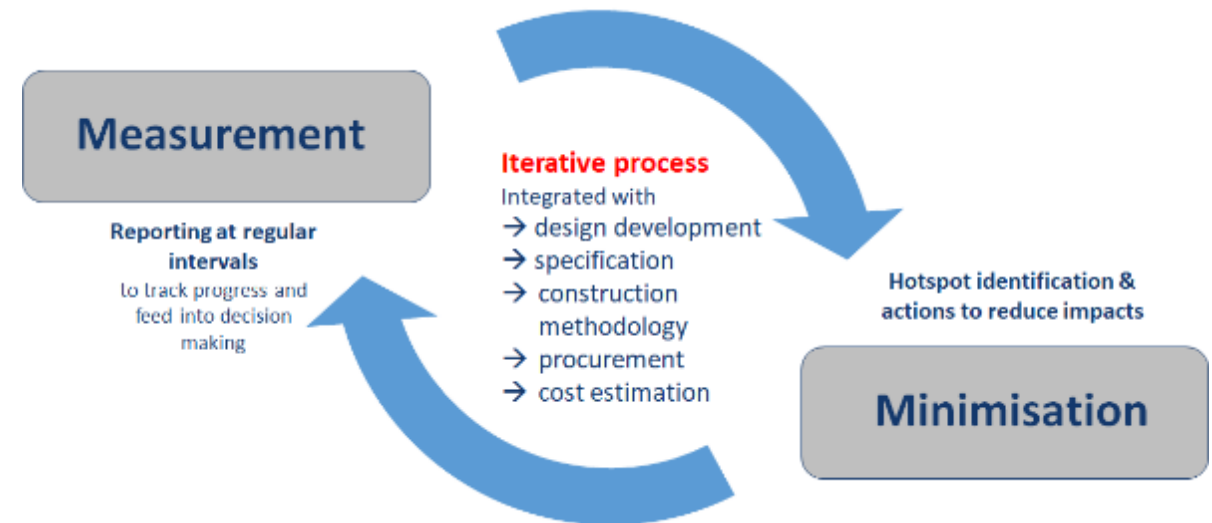 Measurement
Reporting at regular
intervals
to track progress and
feed into decision
making
Iterative process
Integrated with
→ design development
→ specification
→ construction
methodology
→ procurement
→ cost estimation
Hotspot identification &
actions to reduce impacts
Minimisation